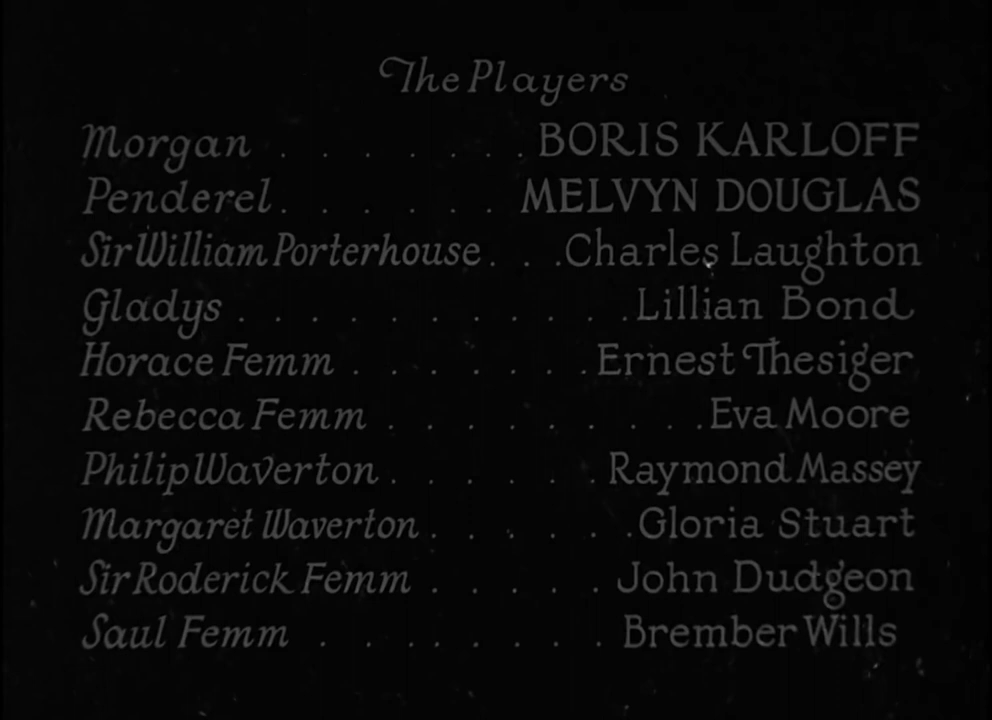 The Players
Morgan . . . . . . . BORIS KARLOFF
Penderel . . . . . . MELVYN DOUGLAS
Sir William Porterhouse . . . Charles Laughton
Gladys . . . . . . . . . . . Lillian Bond
Horace Femm . . . . . . . Ernest Thesiger
Rebecca Femm . . . . . . . . . Eva Moore
Philip Waverton . . . . . . Raymond Massey
Margaret Waverton . . . . . . Gloria Stuart
Sir Roderick Femm . . . . . John Dudgeon
Saul Femm . . . . . . . . Brember Wills